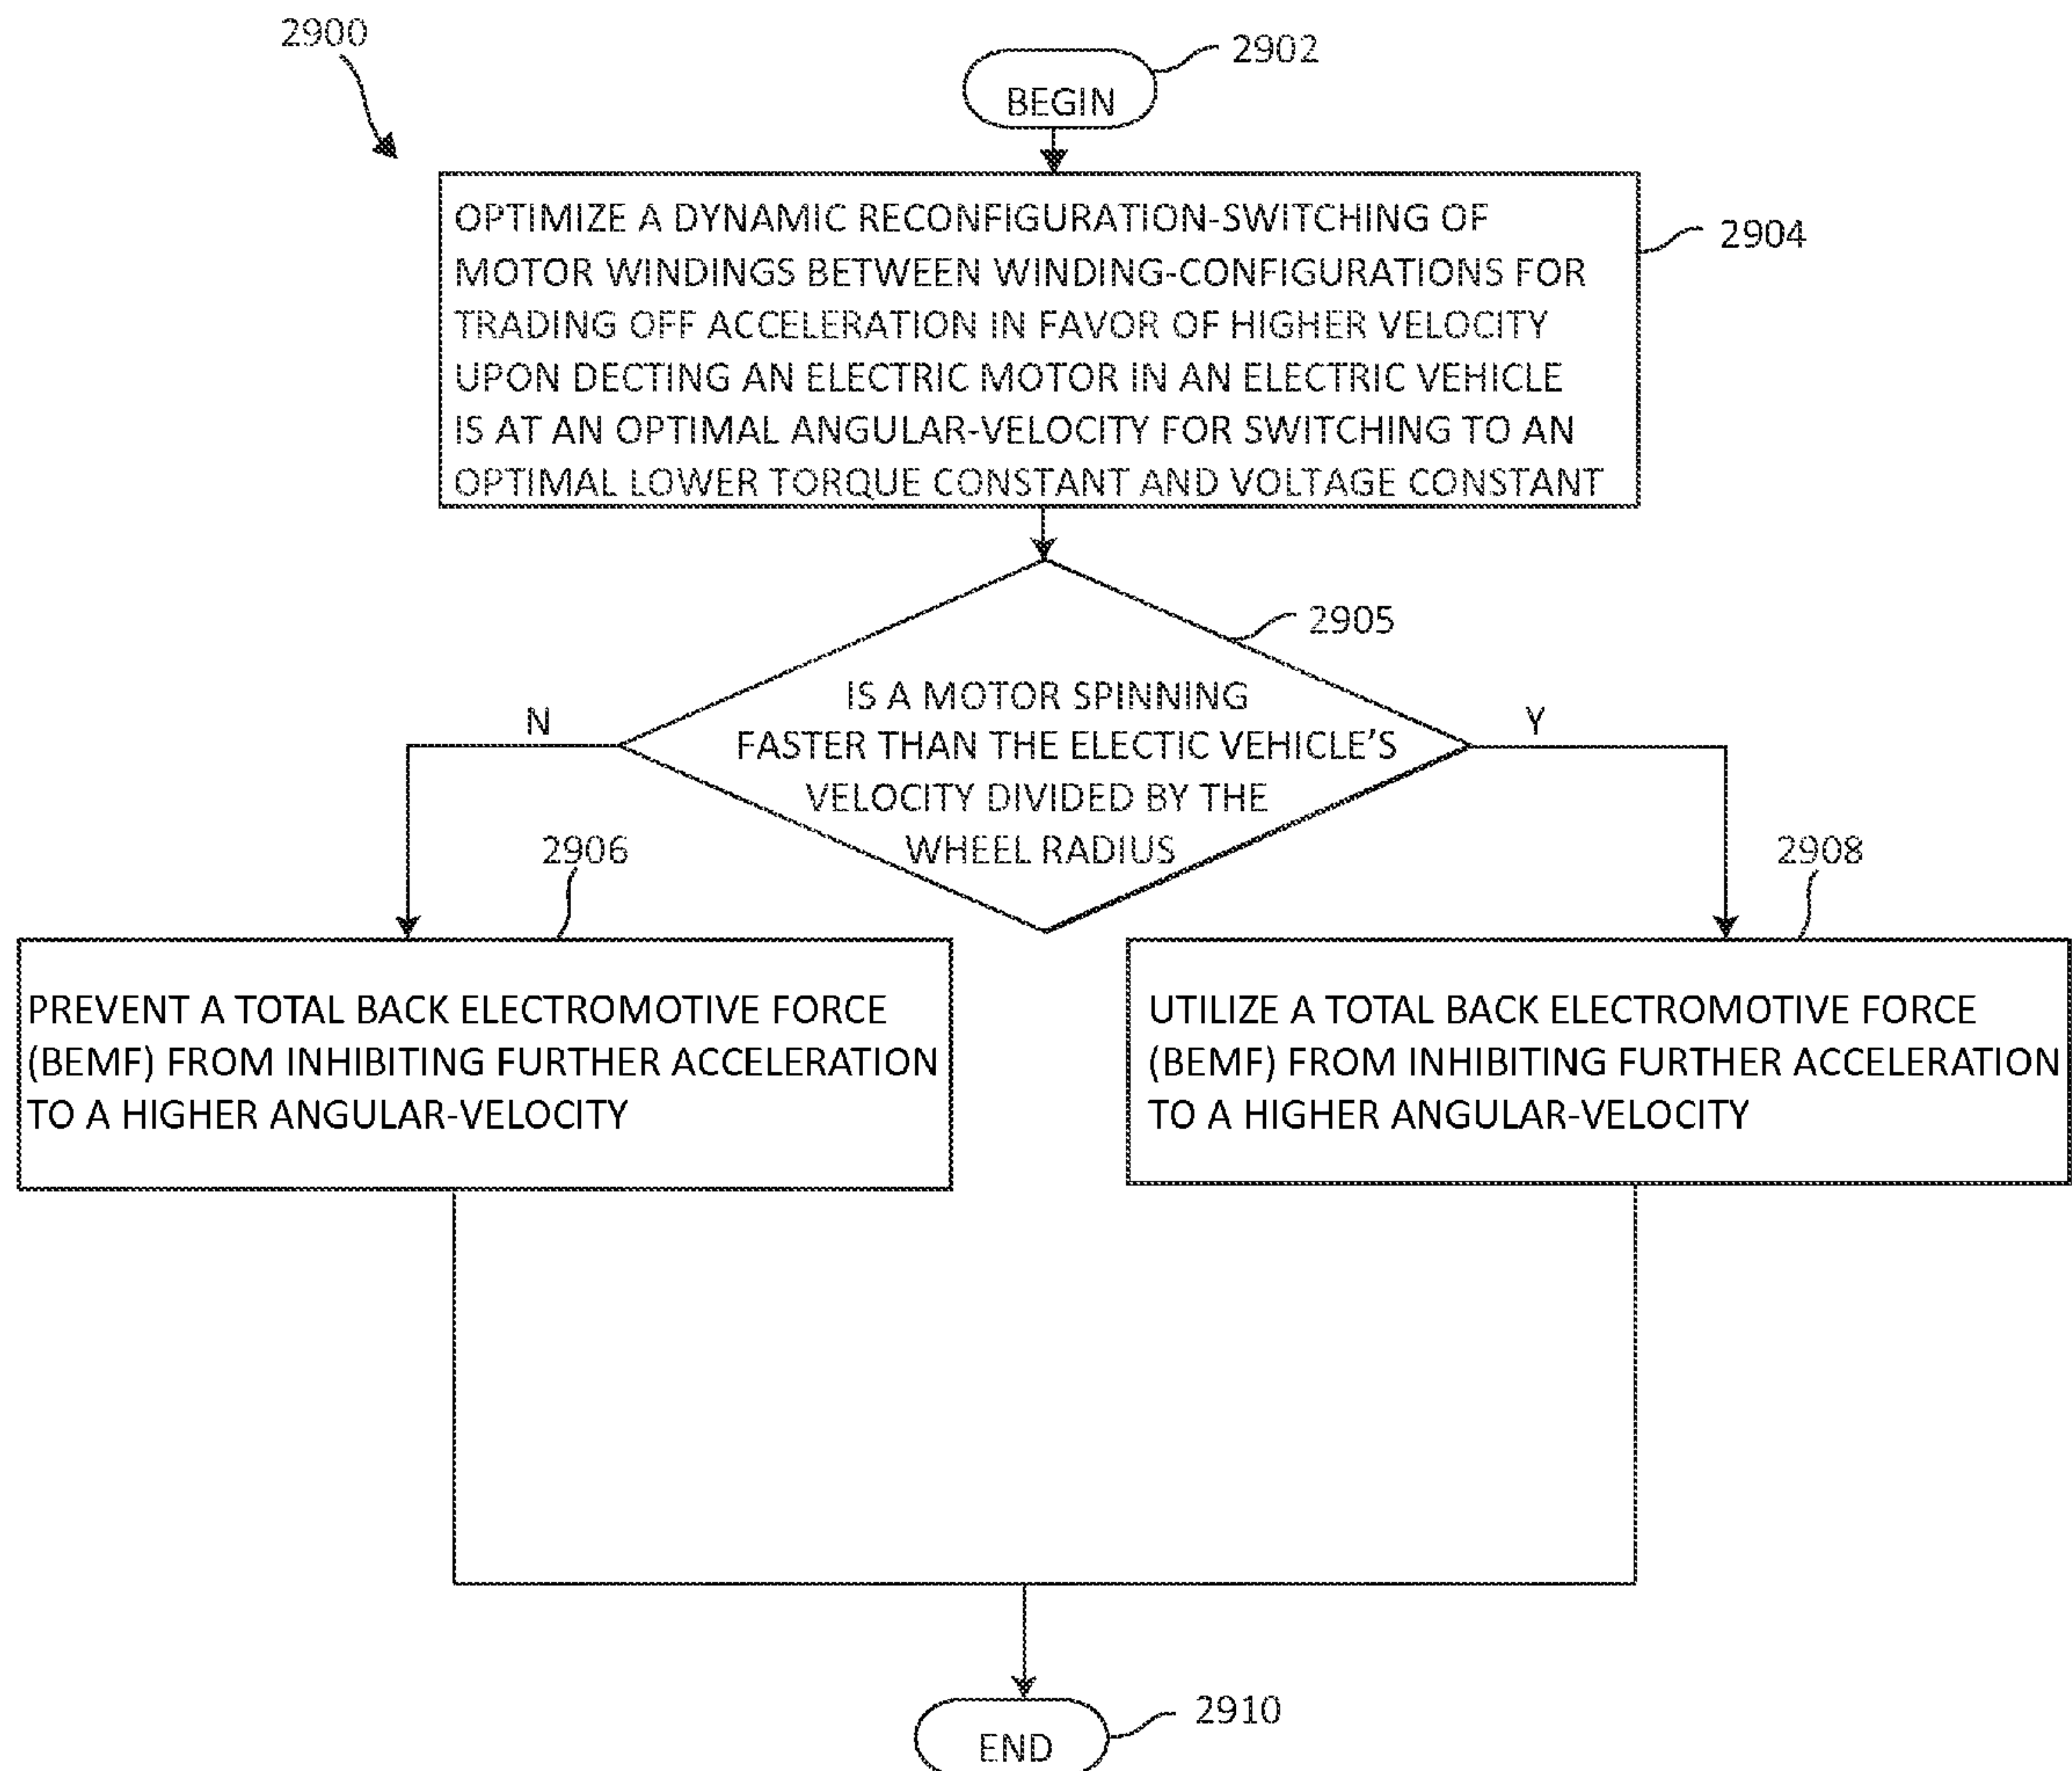 2900
2902
BEGIN
OPTIMIZE A DYNAMIC RECONFIGURATION-SWITCHING OF
MOTOR WINDINGS BETWEEN WINDING-CONFIGURATIONS FOR
TRADING OFF ACCELERATION IN FAVOR OF HIGHER VELOCITY
UPON DECTING AN ELECTRIC MOTOR IN AN ELECTRIC VEHICLE
IS AT AN OPTIMAL ANGULAR-VELOCITY FOR SWITCHING TO AN
OPTIMAL LOWER TORQUE CONSTANT AND VOLTAGE CONSTANT
2904
2905
IS A MOTOR SPINNING
FASTER THAN THE ELECTIC VEHICLE'S
VELOCITY DIVIDED BY THE
WHEEL RADIUS
N
Y
2906
2908
PREVENT A TOTAL BACK ELECTROMOTIVE FORCE
(BEMF) FROM INHIBITING FURTHER ACCELERATION
TO A HIGHER ANGULAR-VELOCITY
UTILIZE A TOTAL BACK ELECTROMOTIVE FORCE
(BEMF) FROM INHIBITING FURTHER ACCELERATION
TO A HIGHER ANGULAR-VELOCITY
2910
END